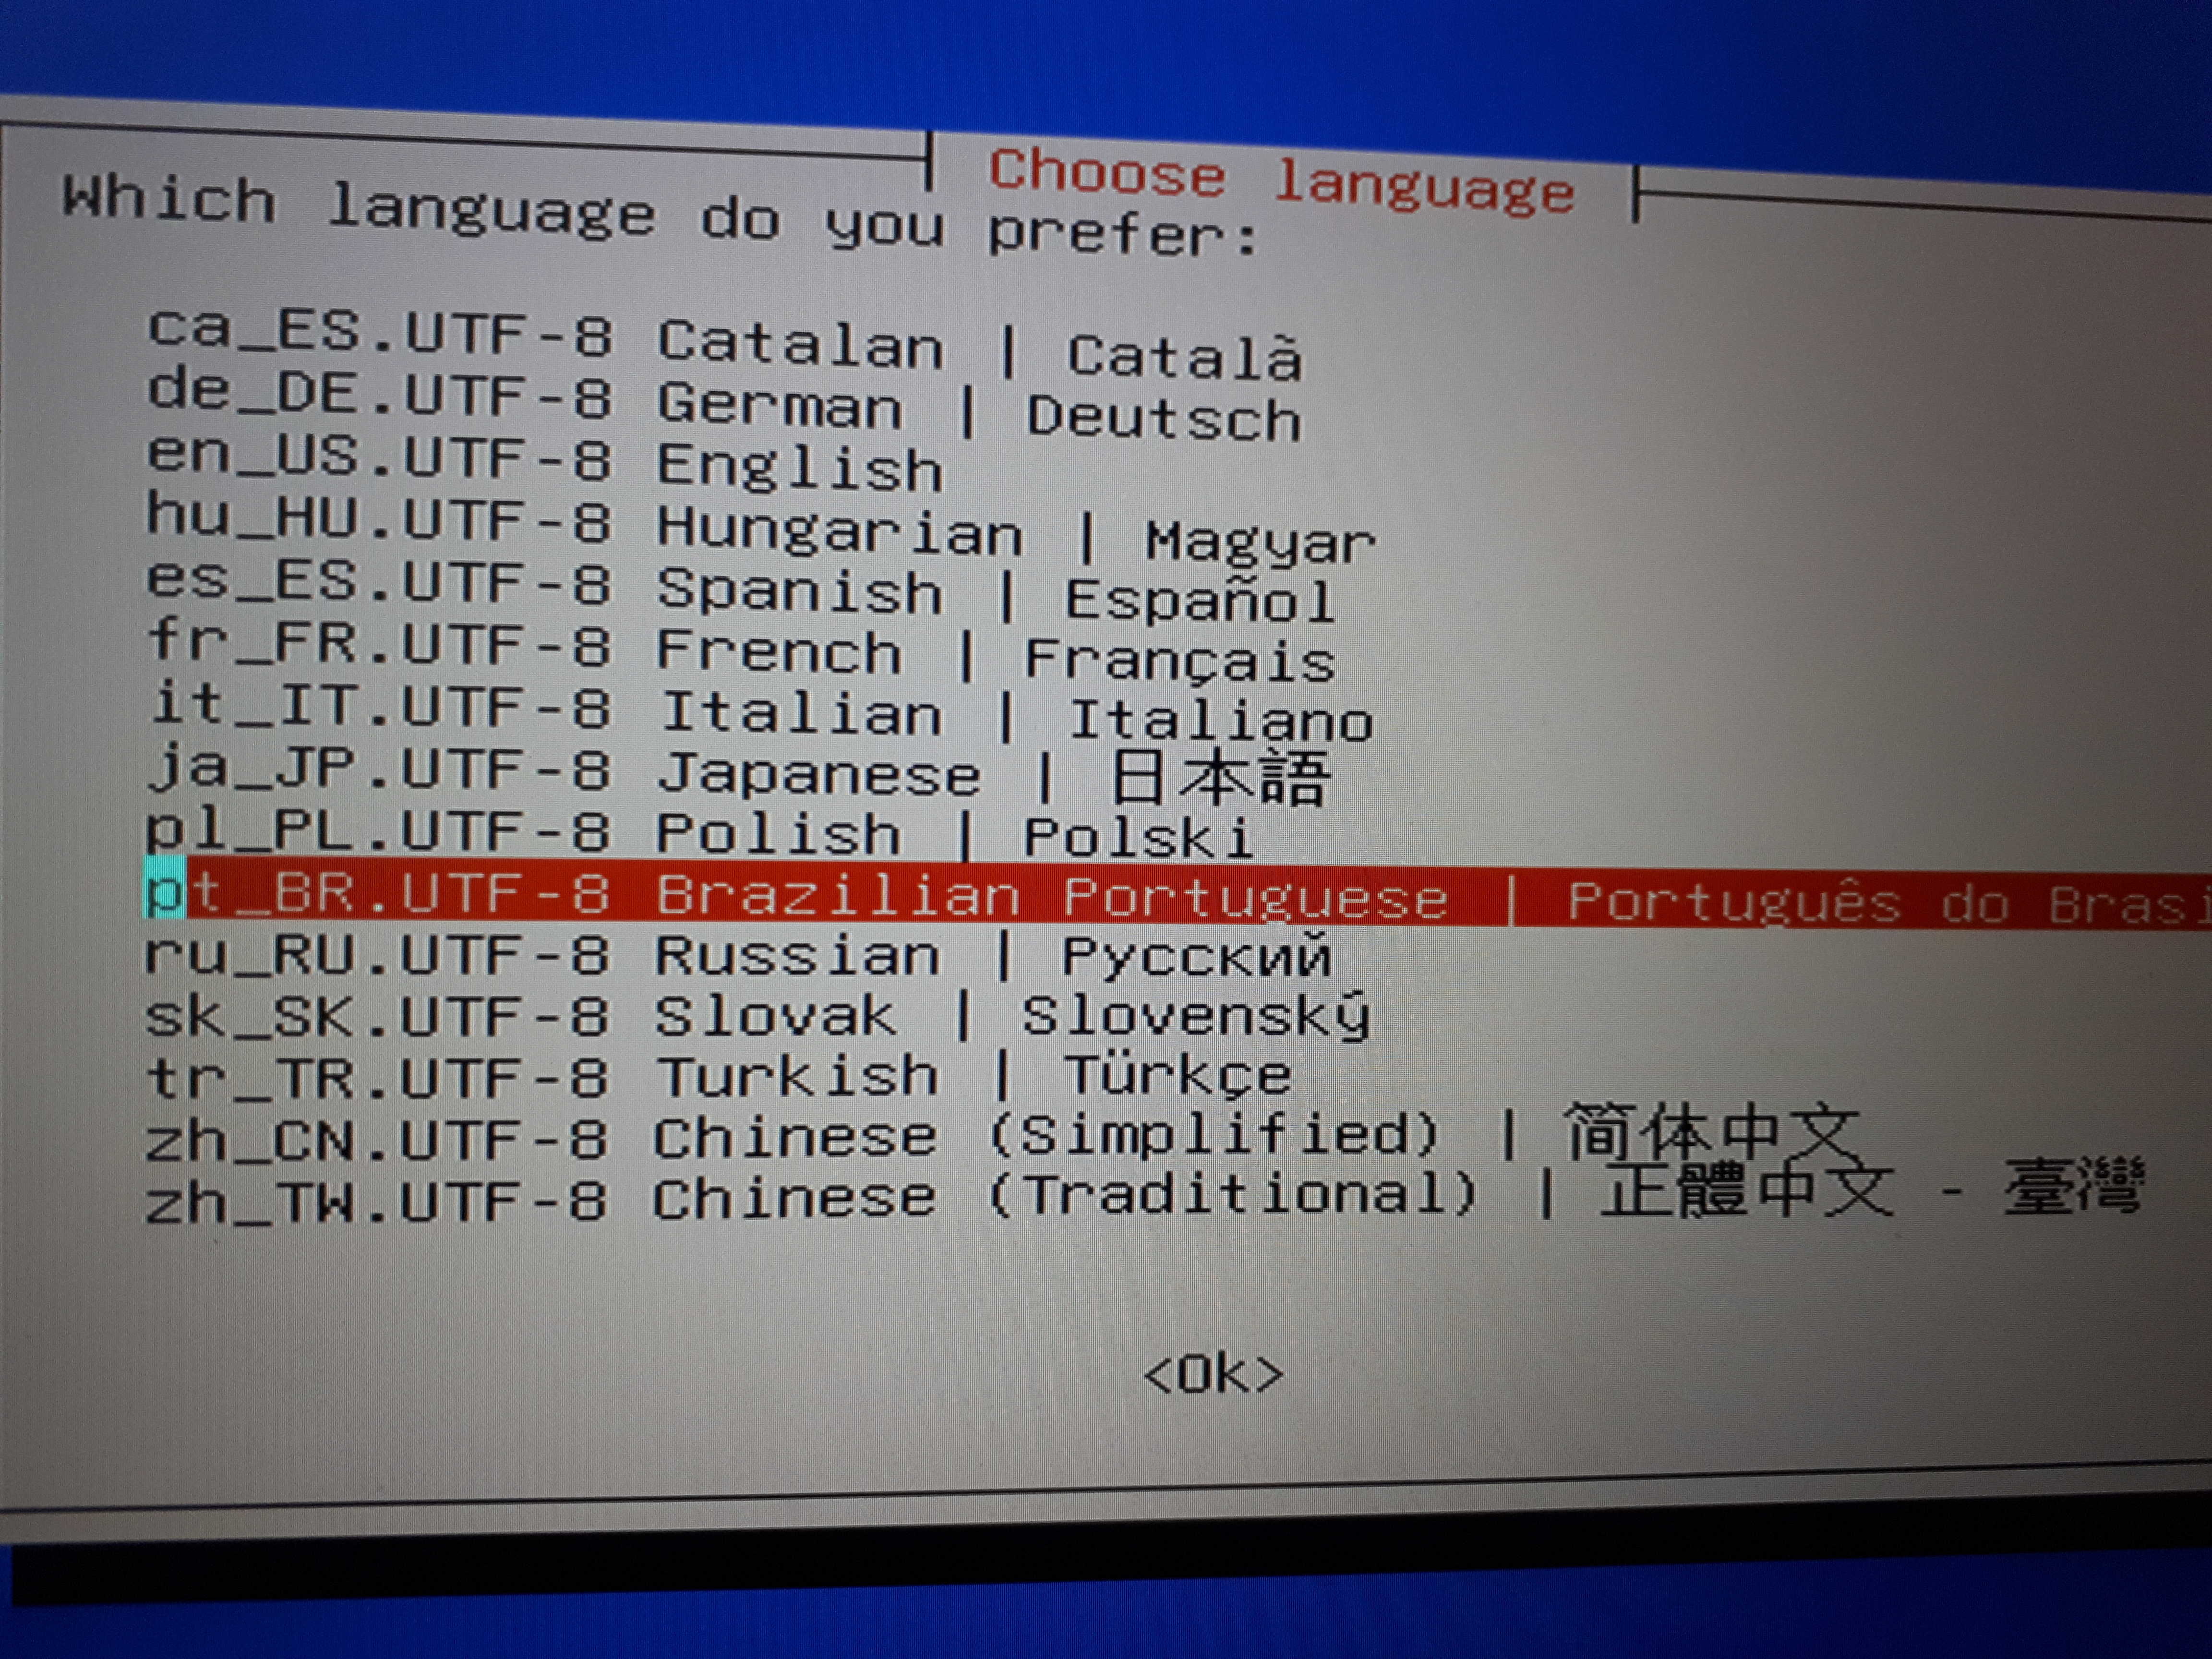 Choose language
Which language do you prefer:
ca_ES.UTF-8 Catalan | Català
de_DE.UTF-8 German | Deutsch
en_US.UTF-8 English
hu_HU.UTF-8 Hungarian | Magyar
es_ES.UTF-8 Spanish | Español
fr_FR.UTF-8 French | Français
it_IT.UTF-8 Italian | Italiano
ja_JP.UTF-8 Japanese | 日本語
pl_PL.UTF-8 Polish | Polski
pt_BR.UTF-8 Brazilian Portuguese | Português do Brasi
ru_RU.UTF-8 Russian | Русский
sk_SK.UTF-8 Slovak | Slovenský
tr_TR.UTF-8 Turkish | Türkçe
zh_CN.UTF-8 Chinese (Simplified) | 简体中文
zh_TW.UTF-8 Chinese (Traditional) | 正體中文 - 臺灣
<Ok>